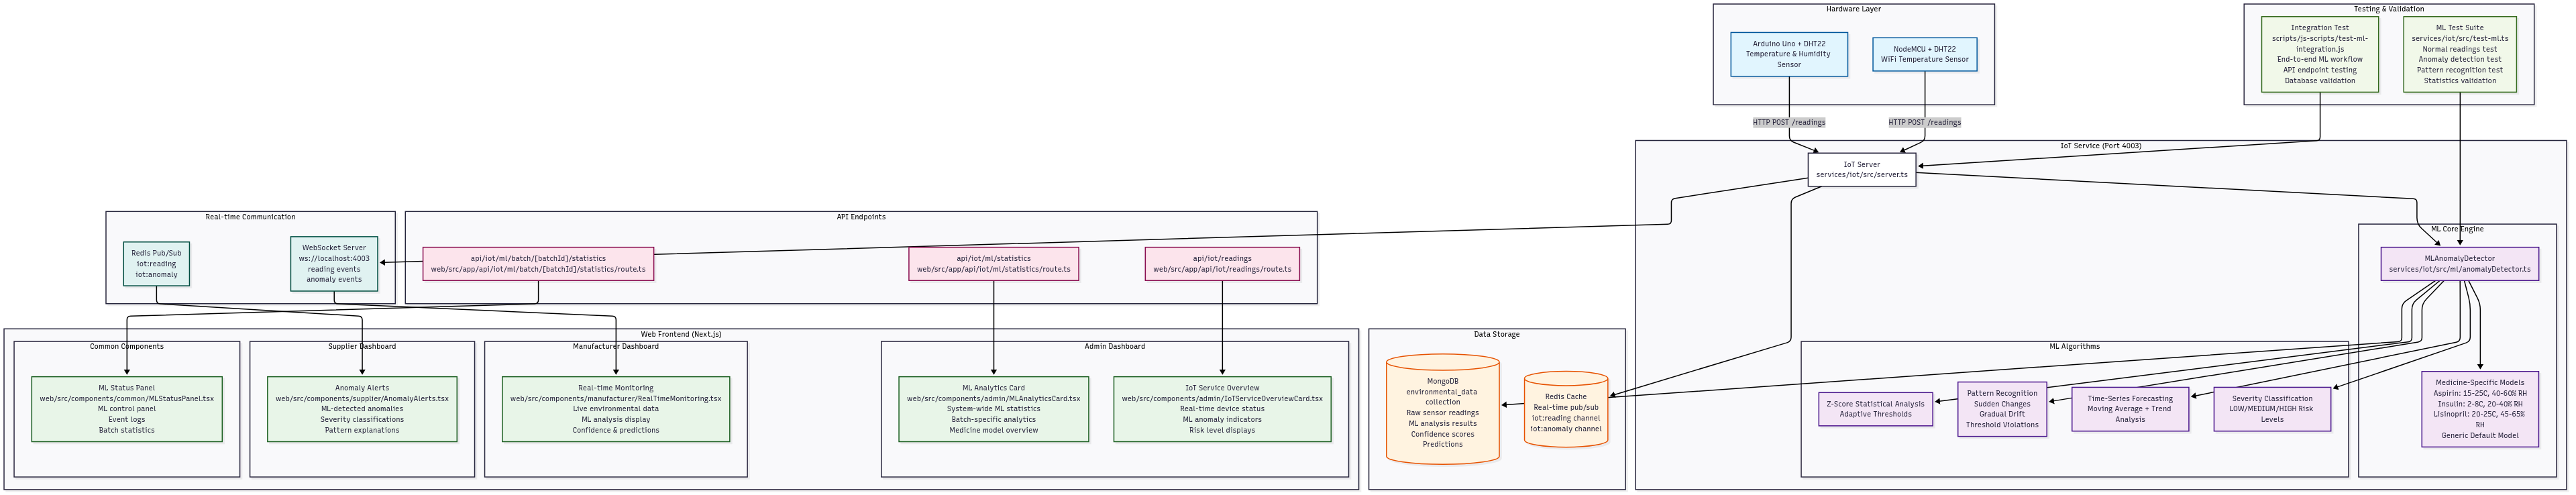 Hardware Layer
Arduino Uno + DHT22
Temperature & Humidity
Sensor
NodeMCU + DHT22
WiFi Temperature Sensor
Testing & Validation
Integration Test
scripts/js-scripts/test-ml-
integration.js
End-to-end ML workflow
API endpoint testing
Database validation
ML Test Suite
services/iot/src/test-ml.ts
Normal readings test
Anomaly detection test
Pattern recognition test
Statistics validation
HTTP POST /readings
HTTP POST /readings
IoT Service (Port 4003)
IoT Server
services/iot/src/server.ts
Real-time Communication
Redis Pub/Sub
iot:reading
iot:anomaly
WebSocket Server
ws://localhost:4003
reading events
anomaly events
API Endpoints
api/iot/ml/batch/[batchId]/statistics
web/src/app/api/iot/ml/batch/[batchId]/statistics/route.ts
api/iot/ml/statistics
web/src/app/api/iot/ml/statistics/route.ts
api/iot/readings
web/src/app/api/iot/readings/route.ts
ML Core Engine
MLAnomalyDetector
services/iot/src/ml/anomalyDetector.ts
Web Frontend (Next.js)
Common Components
ML Status Panel
web/src/components/common/MLStatusPanel.tsx
ML control panel
Event logs
Batch statistics
Supplier Dashboard
Anomaly Alerts
web/src/components/supplier/AnomalyAlerts.tsx
ML-detected anomalies
Severity classifications
Pattern explanations
Manufacturer Dashboard
Real-time Monitoring
web/src/components/manufacturer/RealTimeMonitoring.tsx
Live environmental data
ML analysis display
Confidence & predictions
Admin Dashboard
ML Analytics Card
web/src/components/admin/MLAnalyticsCard.tsx
System-wide ML statistics
Batch-specific analytics
Medicine model overview
IoT Service Overview
web/src/components/admin/IoTServiceOverviewCard.tsx
Real-time device status
ML anomaly indicators
Risk level displays
Data Storage
MongoDB
environmental_data
collection
Raw sensor readings
ML analysis results
Confidence scores
Predictions
Redis Cache
Real-time pub/sub
iot:reading channel
iot:anomaly channel
ML Algorithms
Z-Score Statistical Analysis
Adaptive Thresholds
Pattern Recognition
Sudden Changes
Gradual Drift
Threshold Violations
Time-Series Forecasting
Moving Average + Trend
Analysis
Severity Classification
LOW/MEDIUM/HIGH Risk
Levels
Medicine-Specific Models
Aspirin: 15-25C, 40-60% RH
Insulin: 2-8C, 20-40% RH
Lisinopril: 20-25C, 45-65%
RH
Generic Default Model